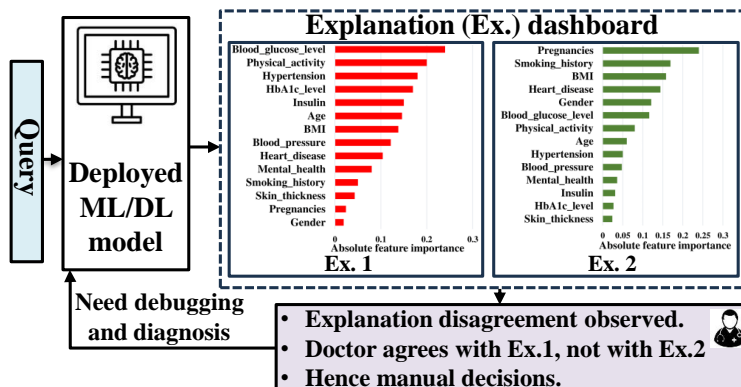 Explanation (Ex.) dashboard
Query
Deployed
ML/DL
model
Blood_glucose_level
Physical_activity
Hypertension
HbA1c_level
Insulin
Age
BMI
Blood_pressure
Heart_disease
Mental_health
Smoking_history
Skin_thickness
Pregnancies
Gender
0 0.1 0.2 0.3
Absolute feature importance
Ex. 1
Pregnancies
Smoking_history
BMI
Heart_disease
Gender
Blood_glucose_level
Physical_activity
Age
Hypertension
Blood_pressure
Mental_health
Insulin
HbA1c_level
Skin_thickness
0 0.05 0.1 0.15 0.2 0.25 0.3
Absolute feature importance
Ex. 2
Need debugging
and diagnosis
• Explanation disagreement observed.
• Doctor agrees with Ex.1, not with Ex.2
• Hence manual decisions.